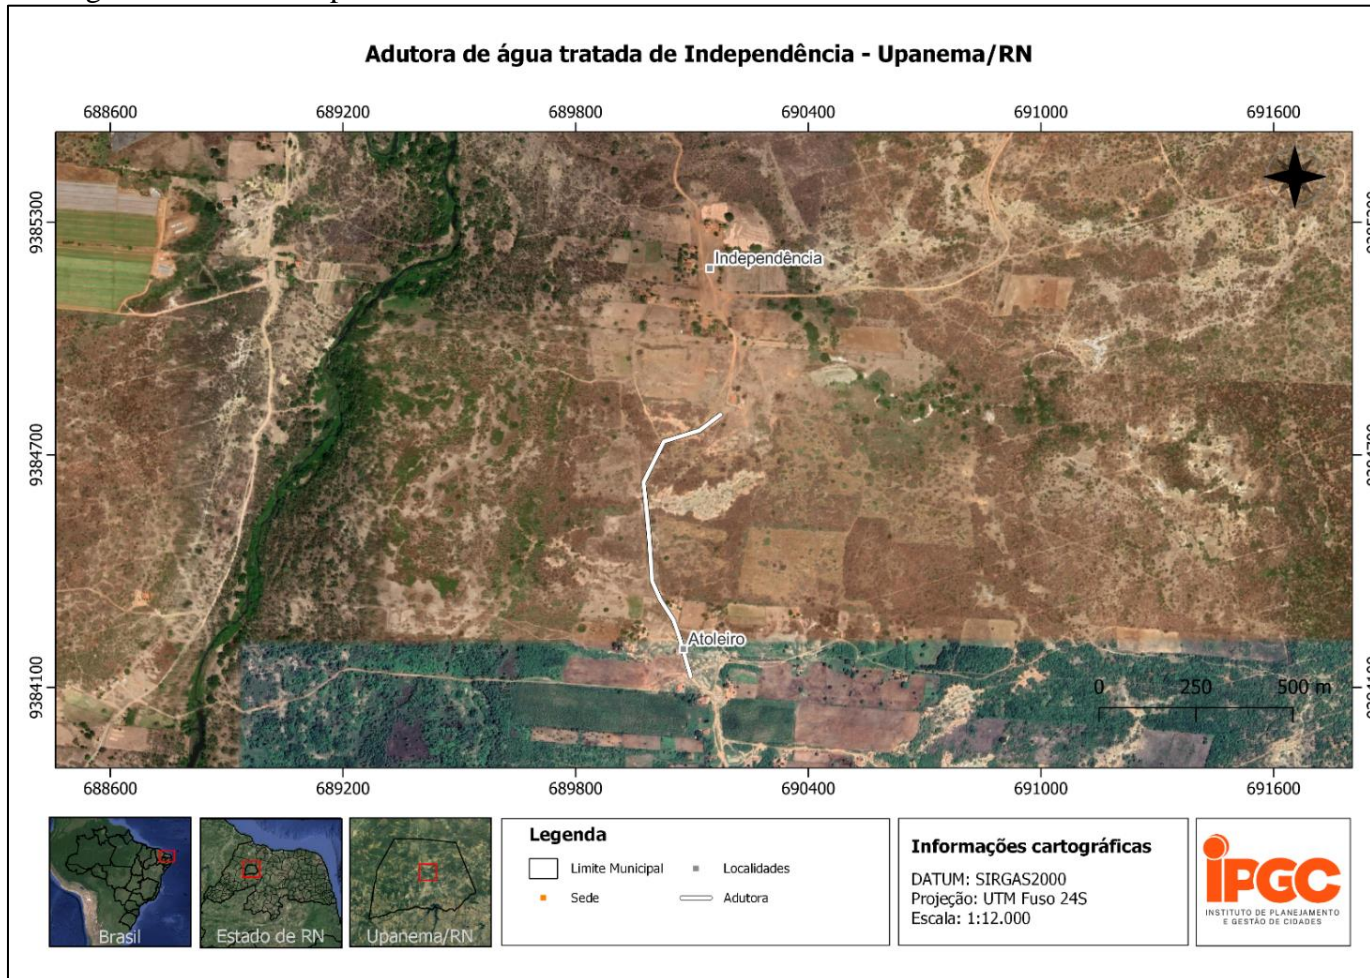 Adutora de água tratada de Independência - Upanema/RN
688600 689200 689800 690400 691000 691600
9385300
Independência
9384700
Atoleiro
9384100
0 250 500 m
688600 689200 689800 690400 691000 691600
Brasil
Estado de RN
Upanema/RN
Legenda
Limite Municipal
Localidades
Sede
Adutora
Informações cartográficas
DATUM: SIRGAS2000
Projeção: UTM Fuso 24S
Escala: 1:12.000
IPGC
INSTITUTO DE PLANEJAMENTO
E GESTÃO DE CIDADES